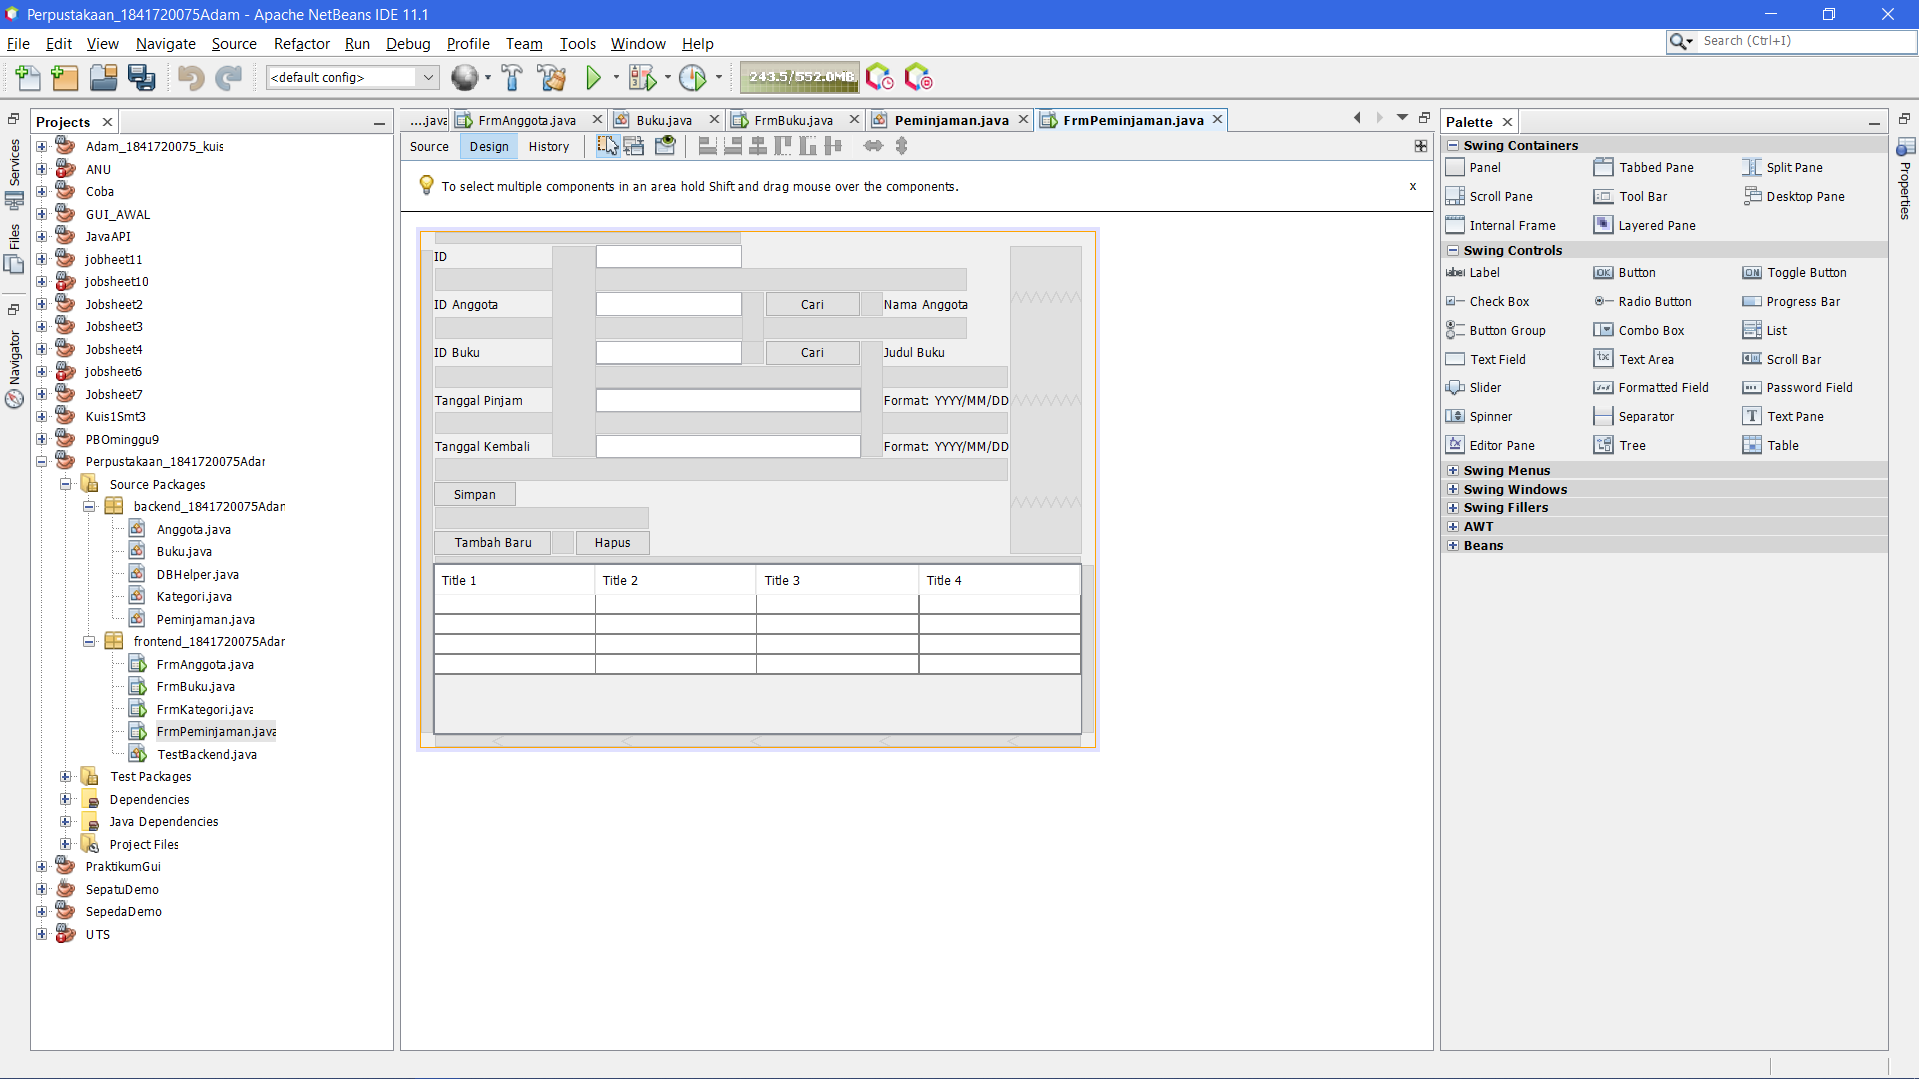 Perpustakaan_1841720075Adam - Apache NetBeans IDE 11.1
File Edit View Navigate Source Refactor Run Debug Profile Team Tools Window Help
Search (Ctrl+I)
<default config>
243.5/552.0MB
Projects
Services
Files
Navigator
Adam_1841720075_kuis
ANU
Coba
GUI_AWAL
JavaAPI
jobheet11
jobsheet10
Jobsheet2
Jobsheet3
Jobsheet4
jobsheet6
Jobsheet7
Kuis1Smt3
PBOminggu9
Perpustakaan_1841720075Adar
Source Packages
backend_1841720075Adan
Anggota.java
Buku.java
DBHelper.java
Kategori.java
Peminjaman.java
frontend_1841720075Adar
FrmAnggota.java
FrmBuku.java
FrmKategori.java
FrmPeminjaman.java
TestBackend.java
Test Packages
Dependencies
Java Dependencies
Project Files
PraktikumGui
SepatuDemo
SepedaDemo
UTS
....java FrmAnggota.java Buku.java FrmBuku.java Peminjaman.java FrmPeminjaman.java
Source Design History
To select multiple components in an area hold Shift and drag mouse over the components.
x
ID
ID Anggota Cari Nama Anggota
ID Buku Cari Judul Buku
Tanggal Pinjam Format: YYYY/MM/DD
Tanggal Kembali Format: YYYY/MM/DD
Simpan
Tambah Baru Hapus
Title 1 Title 2 Title 3 Title 4
Palette
Swing Containers
Panel Tabbed Pane Split Pane
Scroll Pane Tool Bar Desktop Pane
Internal Frame Layered Pane
Swing Controls
label Label OK Button ON Toggle Button
Check Box Radio Button Progress Bar
Button Group Combo Box List
Text Field Text Area Scroll Bar
Slider Formatted Field Password Field
Spinner Separator Text Pane
Editor Pane Tree Table
Swing Menus
Swing Windows
Swing Fillers
AWT
Beans
Properties